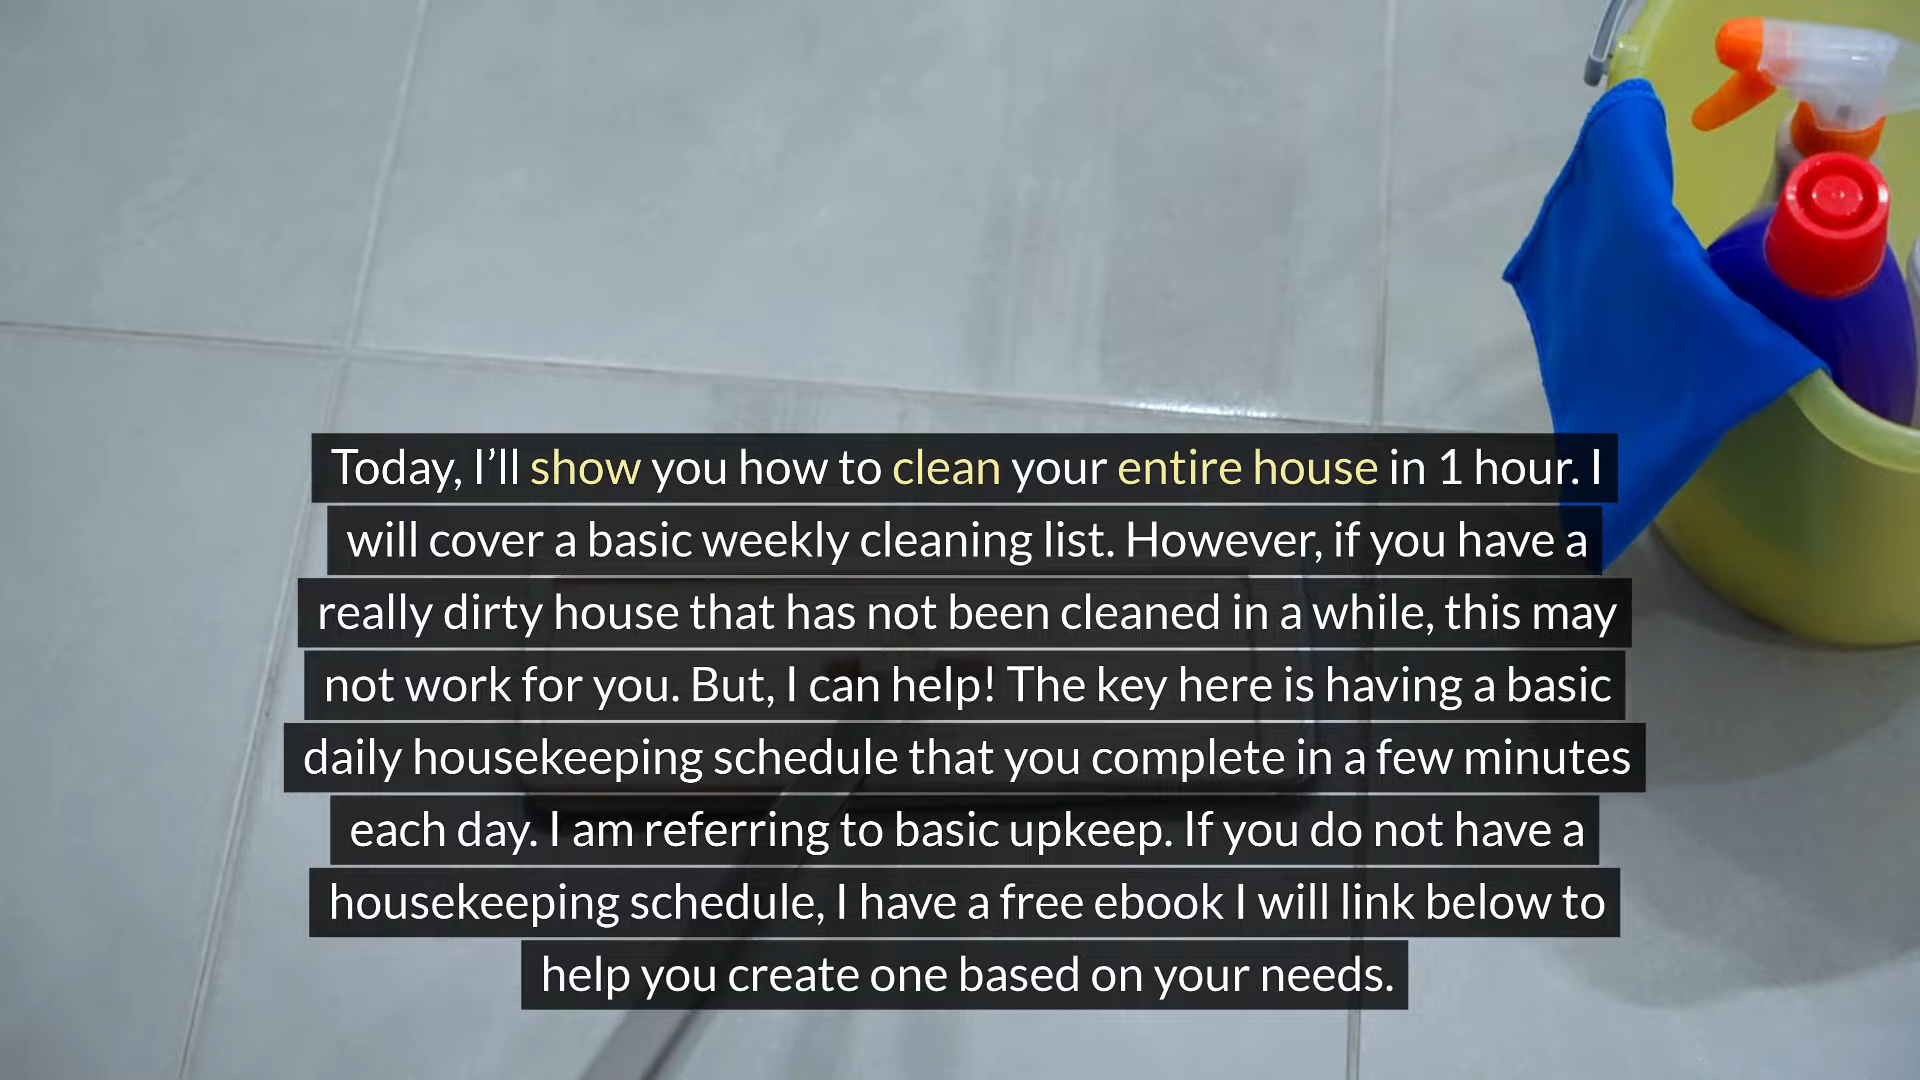 Today, I’ll show you how to clean your entire house in 1 hour. I
will cover a basic weekly cleaning list. However, if you have a
really dirty house that has not been cleaned in a while, this may
not work for you. But, I can help! The key here is having a basic
daily housekeeping schedule that you complete in a few minutes
each day. I am referring to basic upkeep. If you do not have a
housekeeping schedule, I have a free ebook I will link below to
help you create one based on your needs.